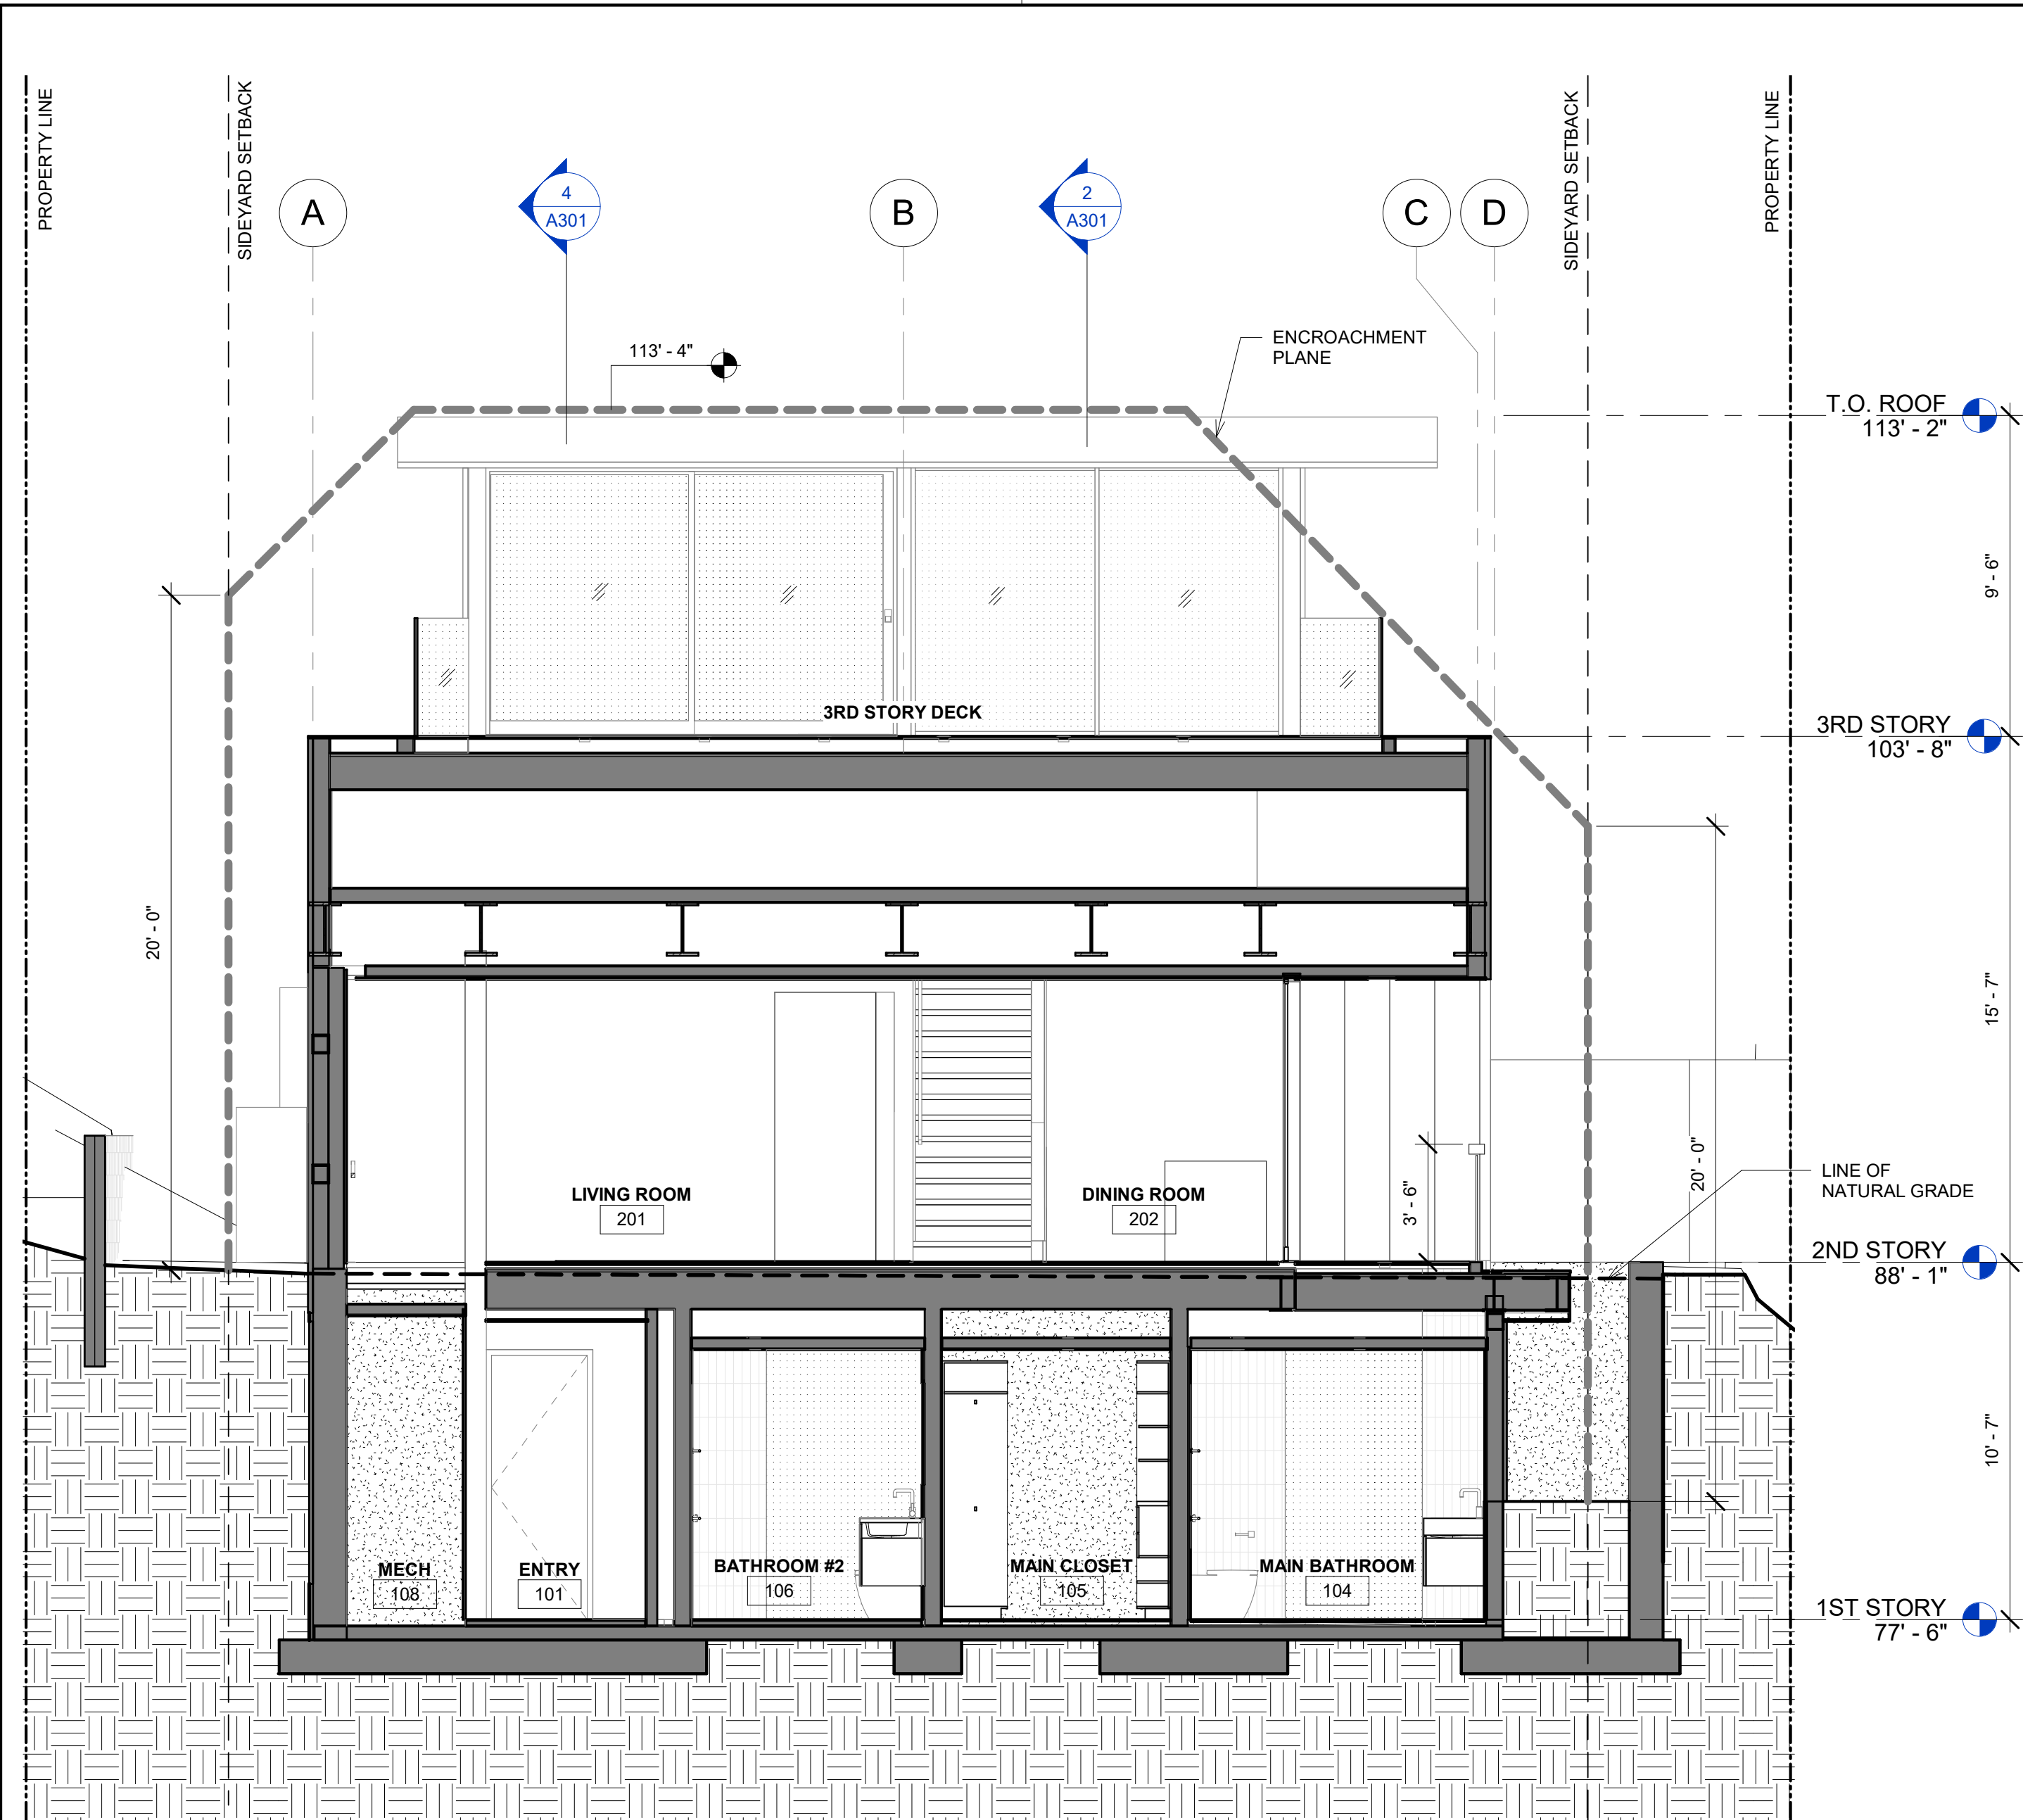 PROPERTY LINE
SIDEYARD SETBACK
SIDEYARD SETBACK
PROPERTY LINE
A
4
A301
B
2
A301
C
D
113' - 4"
ENCROACHMENT
PLANE
T.O. ROOF
113' - 2"
9' - 6"
3RD STORY DECK
3RD STORY
103' - 8"
20' - 0"
15' - 7"
20' - 0"
LINE OF
NATURAL GRADE
LIVING ROOM
201
DINING ROOM
202
3' - 6"
2ND STORY
88' - 1"
10' - 7"
MECH
108
ENTRY
101
BATHROOM #2
106
MAIN CLOSET
105
MAIN BATHROOM
104
1ST STORY
77' - 6"